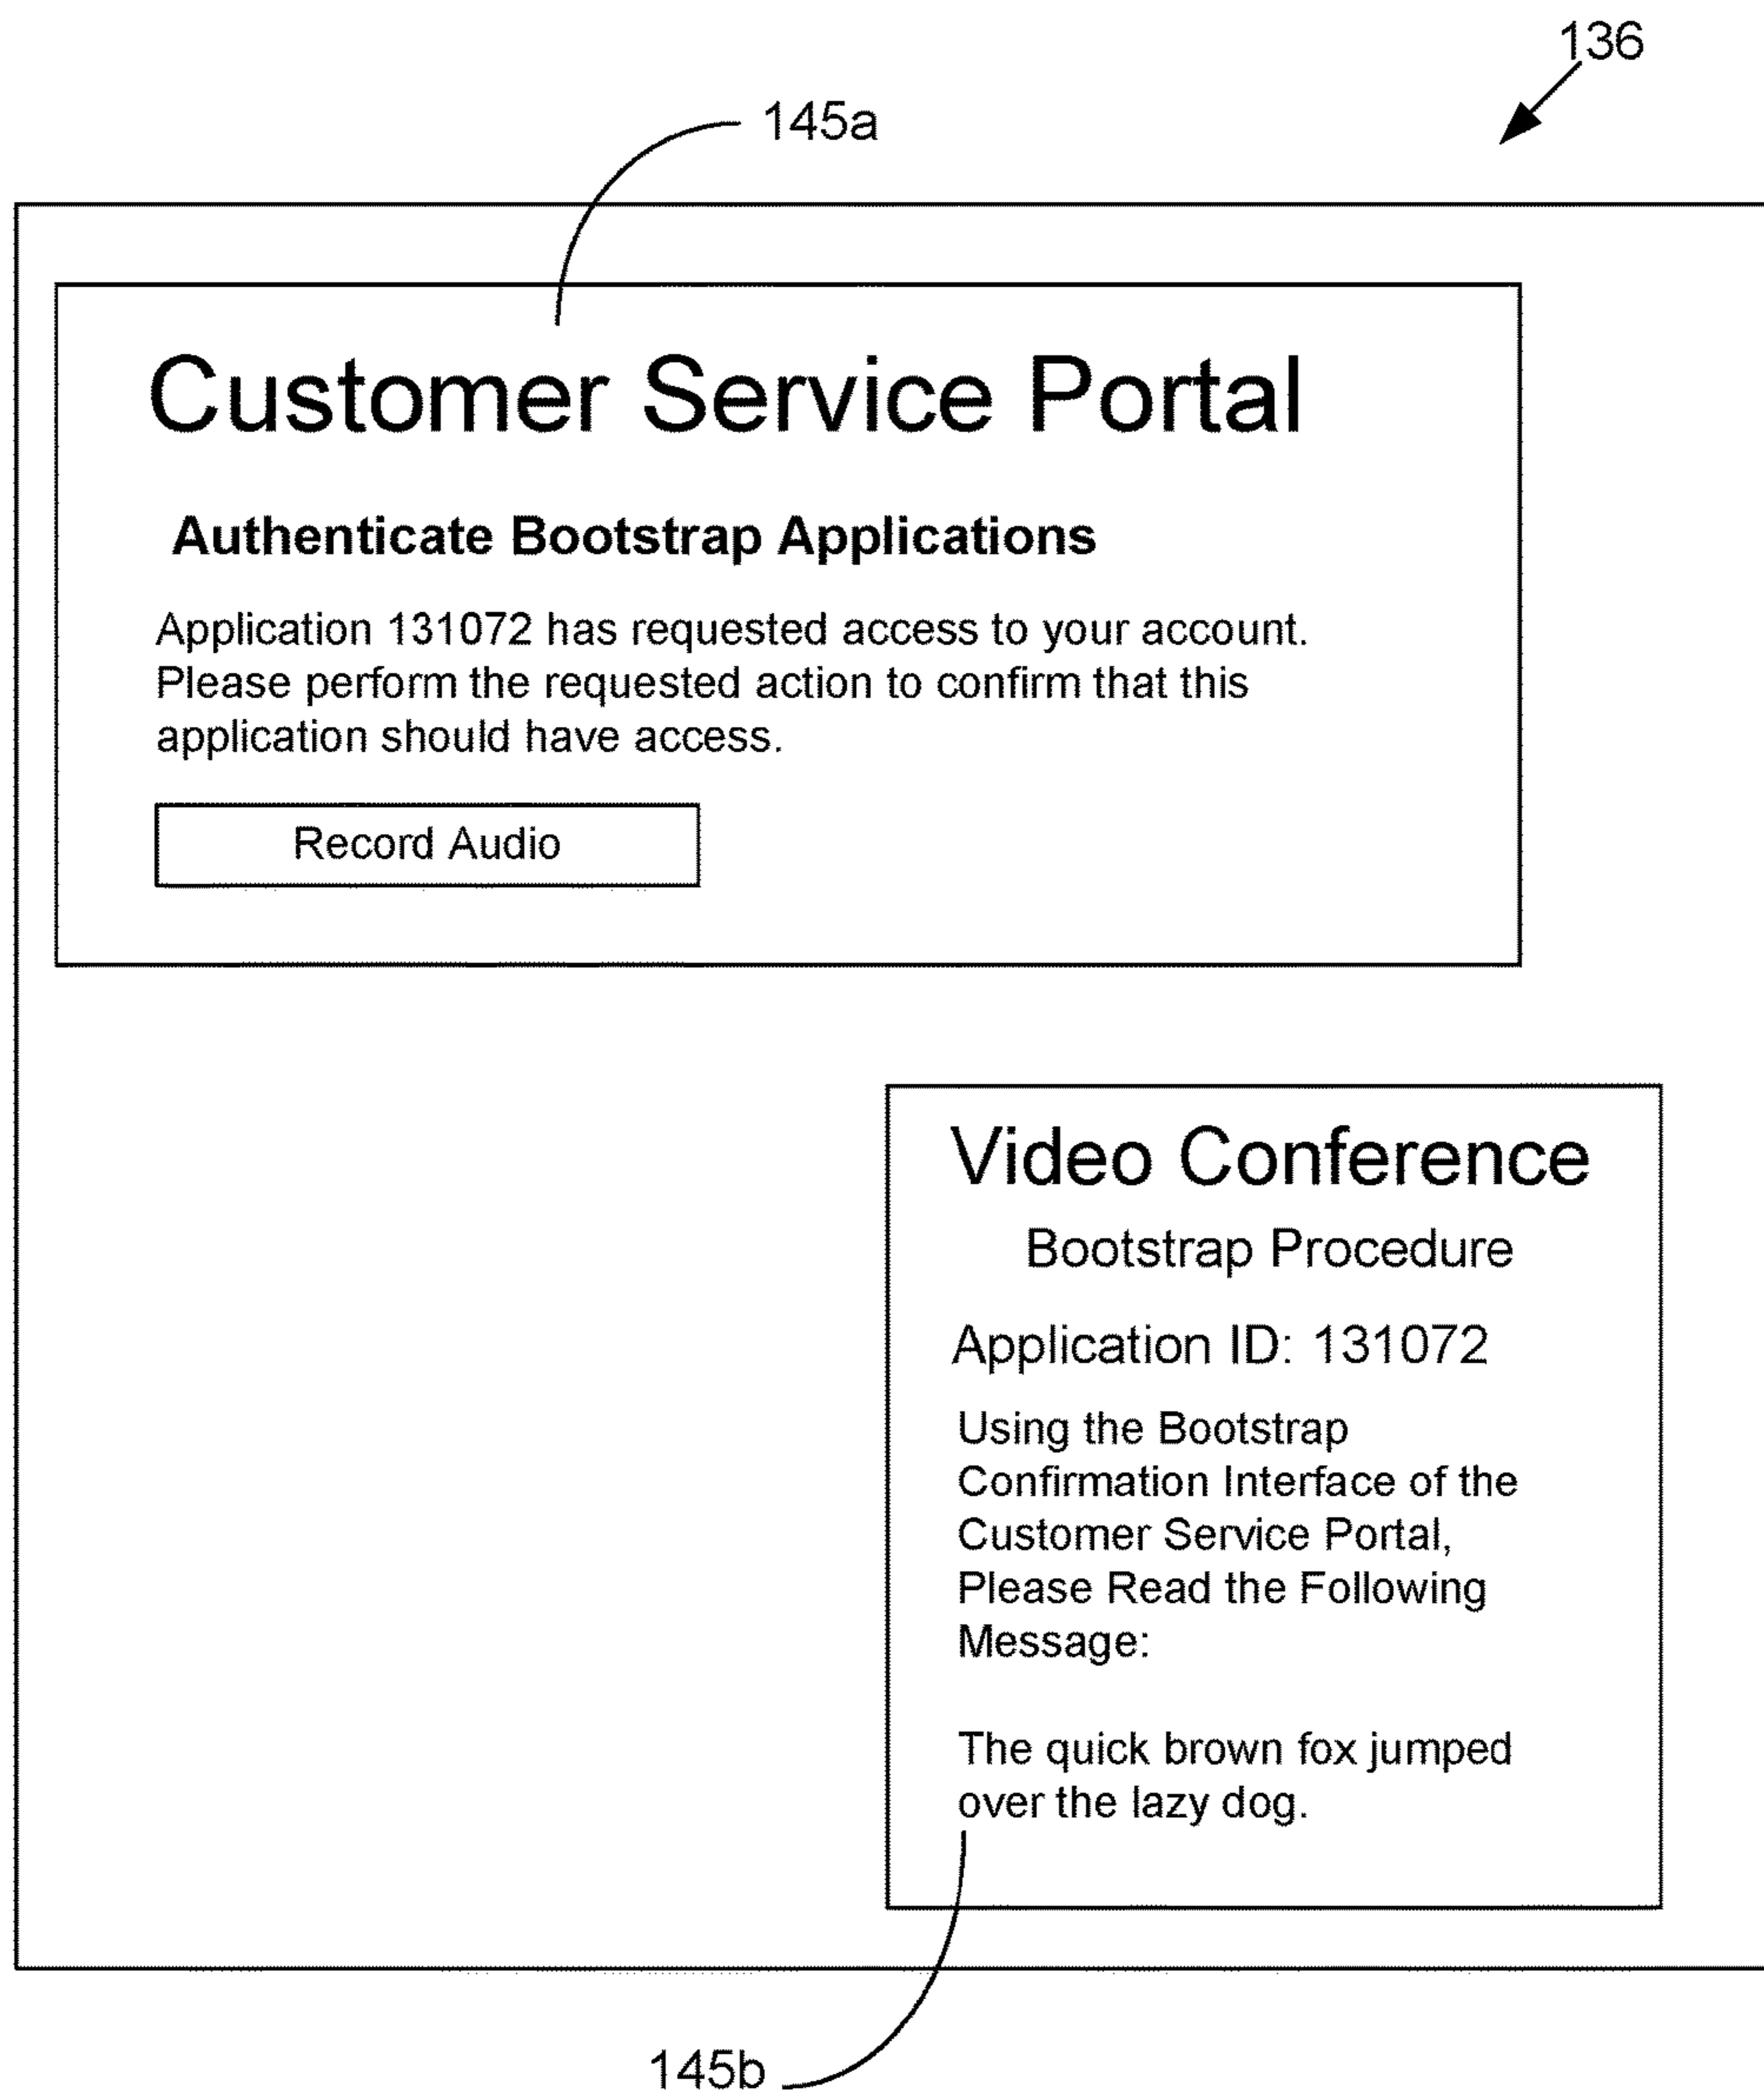 136
145a
Customer Service Portal
Authenticate Bootstrap Applications
Application 131072 has requested access to your account.
Please perform the requested action to confirm that this
application should have access.
Record Audio
Video Conference
Bootstrap Procedure
Application ID: 131072
Using the Bootstrap
Confirmation Interface of the
Customer Service Portal,
Please Read the Following
Message:
The quick brown fox jumped
over the lazy dog.
145b